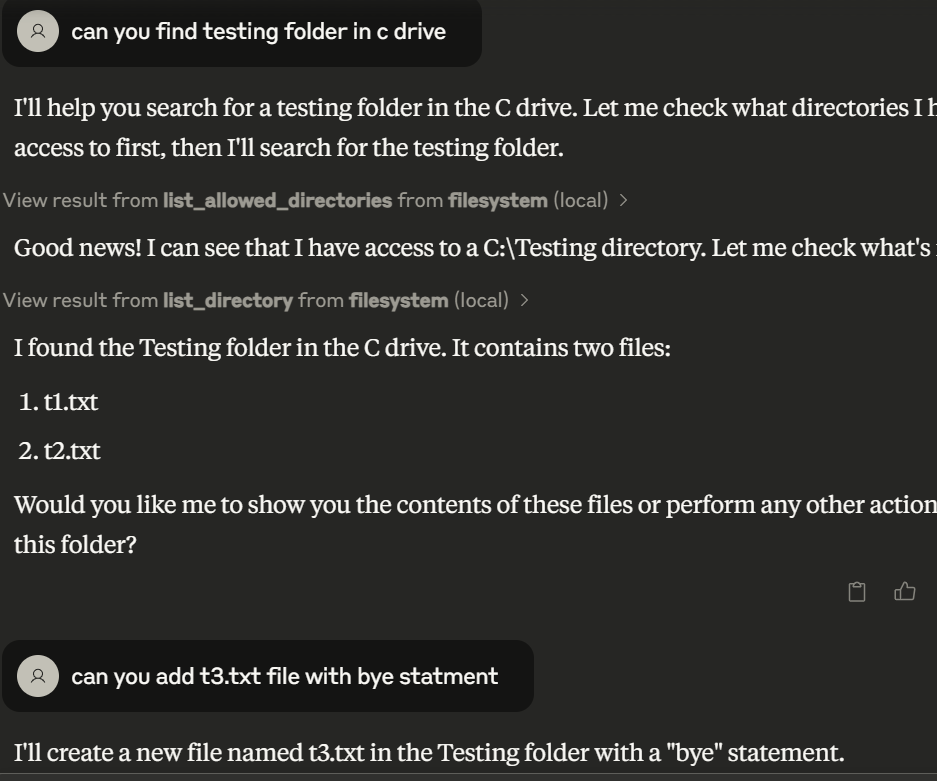 can you find testing folder in c drive
I'll help you search for a testing folder in the C drive. Let me check what directories I
access to first, then I'll search for the testing folder.
View result from list_allowed_directories from filesystem (local)
Good news! I can see that I have access to a C:\Testing directory. Let me check what's
View result from list_directory from filesystem (local)
I found the Testing folder in the C drive. It contains two files:
1. t1.txt
2. t2.txt
Would you like me to show you the contents of these files or perform any other action
this folder?
can you add t3.txt file with bye statment
I'll create a new file named t3.txt in the Testing folder with a "bye" statement.